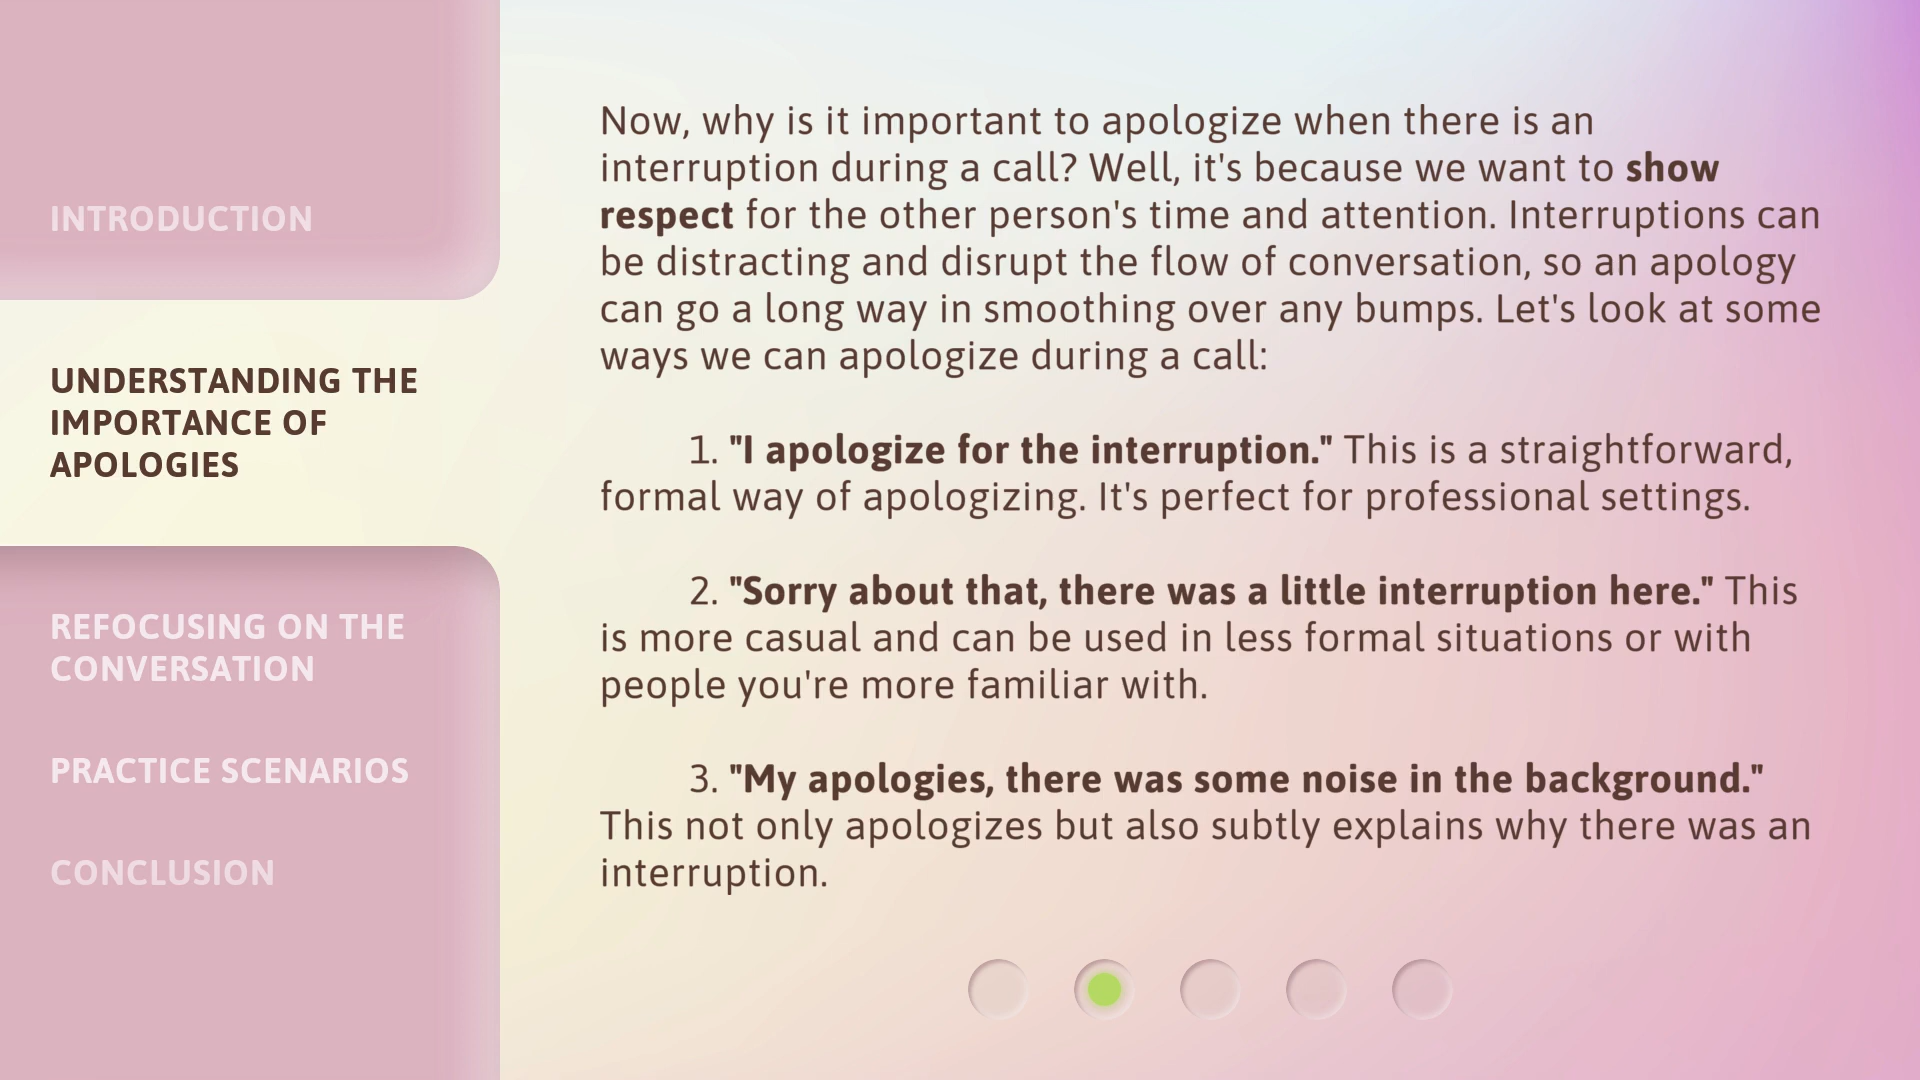 INTRODUCTION
UNDERSTANDING THE
IMPORTANCE OF
APOLOGIES
REFOCUSING ON THE
CONVERSATION
PRACTICE SCENARIOS
CONCLUSION
Now, why is it important to apologize when there is an
interruption during a call? Well, it's because we want to show
respect for the other person's time and attention. Interruptions can
be distracting and disrupt the flow of conversation, so an apology
can go a long way in smoothing over any bumps. Let's look at some
ways we can apologize during a call:
1. "I apologize for the interruption." This is a straightforward,
formal way of apologizing. It's perfect for professional settings.
2. "Sorry about that, there was a little interruption here." This
is more casual and can be used in less formal situations or with
people you're more familiar with.
3. "My apologies, there was some noise in the background."
This not only apologizes but also subtly explains why there was an
interruption.